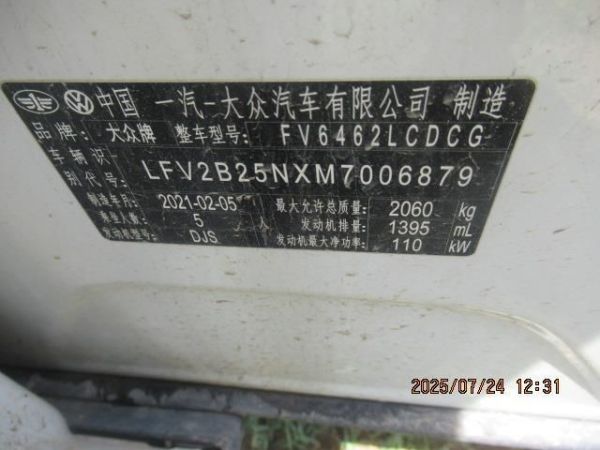 中国 一汽-大众汽车有限公司 制造
品牌: 大众牌 整车型号: FV6462LCDCG
车辆识别代号: LFV2B25NXM7006879
制造年月: 2021-02-05 最大允许总质量: 2060 kg
乘坐人数: 5 人 发动机排量: 1395 mL
发动机型号: DJS 发动机最大净功率: 110 kW
2025/07/24 12:31